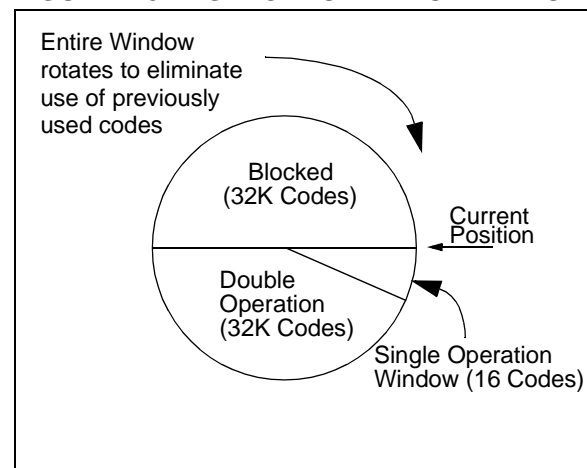 Entire Window
rotates to eliminate
use of previously
used codes
Blocked
(32K Codes)
Current
Position
Double
Operation
(32K Codes)
Single Operation
Window (16 Codes)